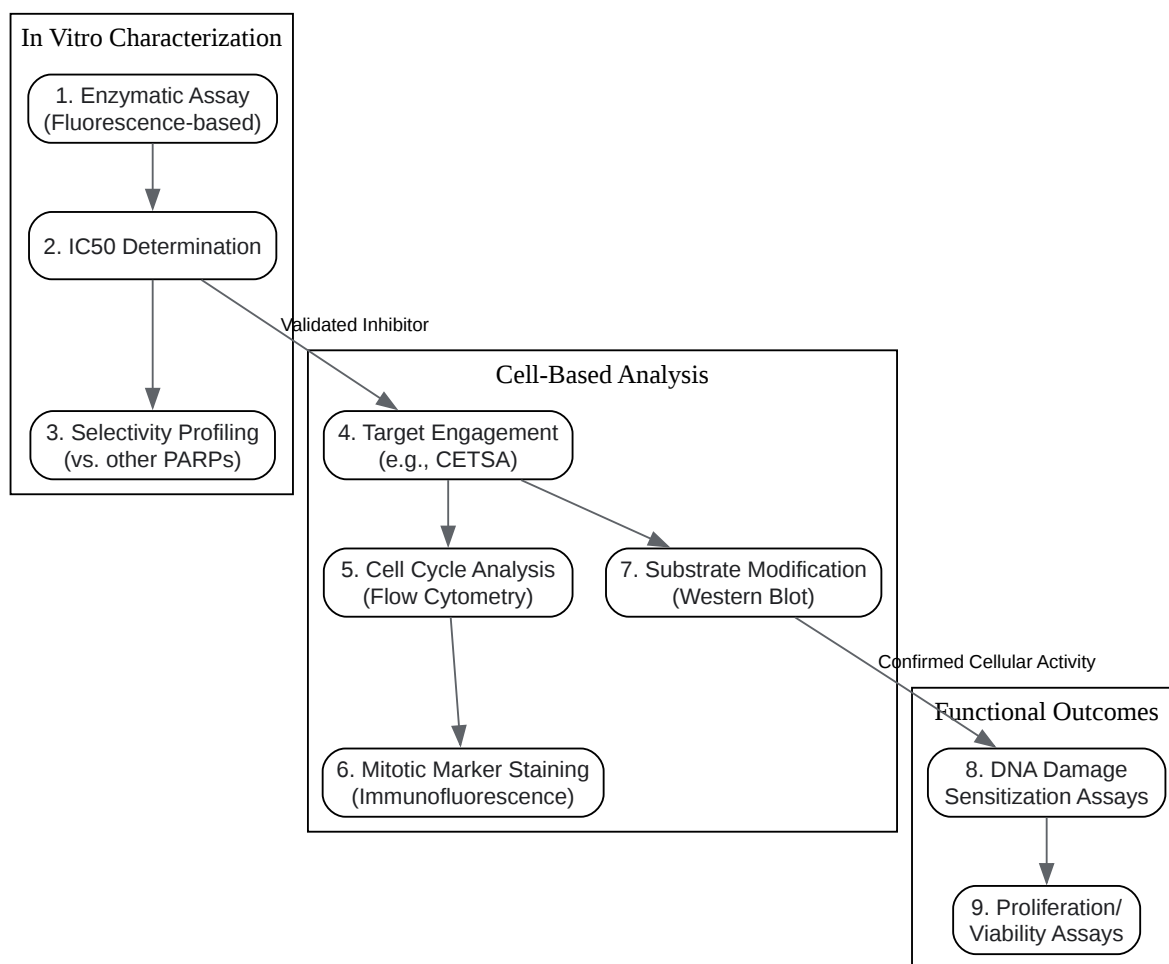 In Vitro Characterization
1. Enzymatic Assay
(Fluorescence-based)
2. IC50 Determination
Validated Inhibitor
3. Selectivity Profiling
(vs. other PARPs)
Cell-Based Analysis
4. Target Engagement
(e.g., CETSA)
5. Cell Cycle Analysis
(Flow Cytometry)
7. Substrate Modification
(Western Blot)
Confirmed Cellular Activity
6. Mitotic Marker Staining
(Immunofluorescence)
Functional Outcomes
8. DNA Damage
Sensitization Assays
9. Proliferation/
Viability Assays